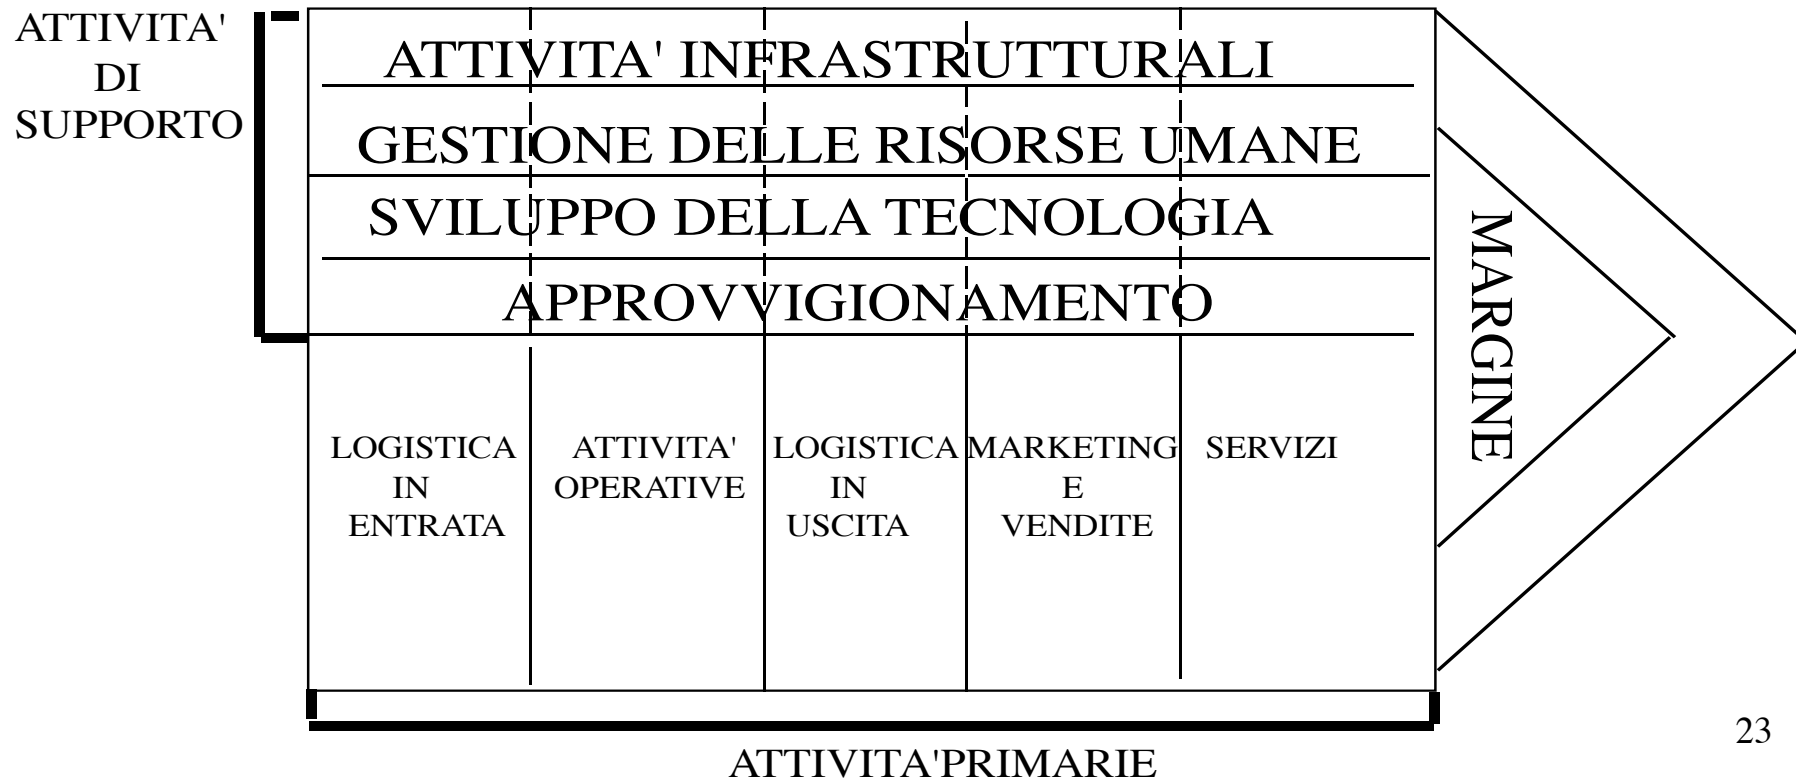 ATTIVITA'
DI
SUPPORTO
ATTIVITA' INFRASTRUTTURALI
GESTIONE DELLE RISORSE UMANE
SVILUPPO DELLA TECNOLOGIA
APPROVVIGIONAMENTO
MARGINE
LOGISTICA
IN
ENTRATA
ATTIVITA'
OPERATIVE
LOGISTICA
IN
USCITA
MARKETING
E
VENDITE
SERVIZI
ATTIVITA'PRIMARIE
23